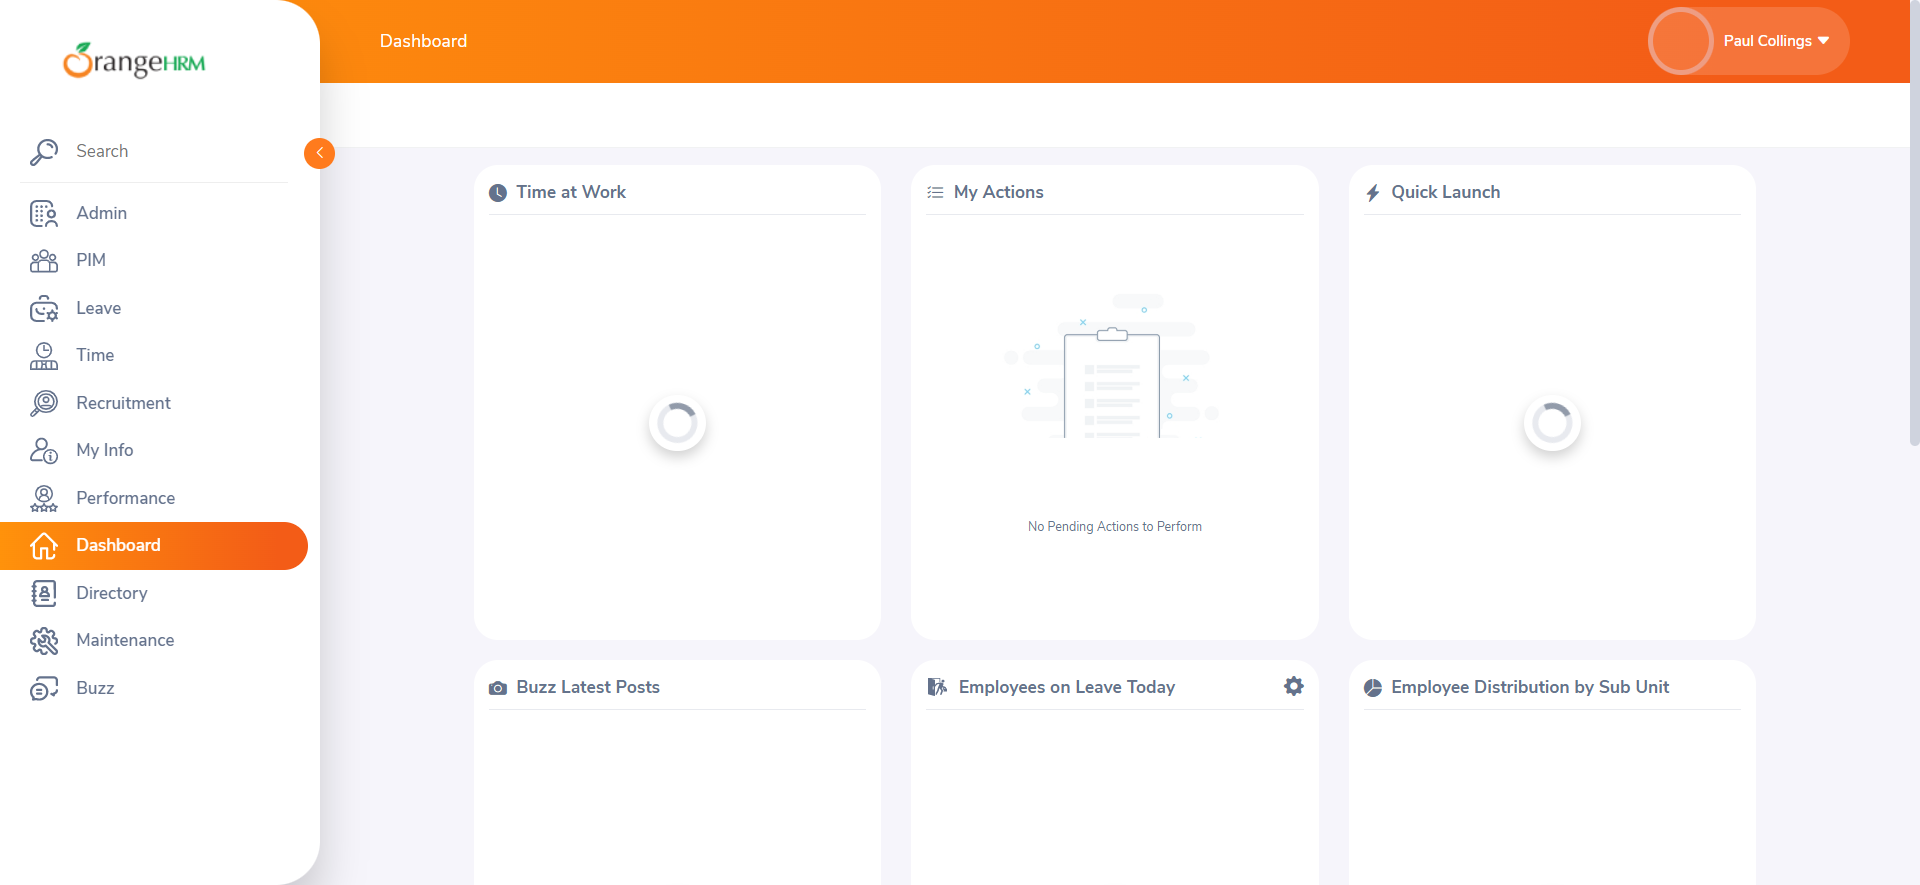 OrangeHRM
Dashboard
Paul Collings
Search
Admin
PIM
Leave
Time
Recruitment
My Info
Performance
Dashboard
Directory
Maintenance
Buzz
Time at Work
My Actions
Quick Launch
No Pending Actions to Perform
Buzz Latest Posts
Employees on Leave Today
Employee Distribution by Sub Unit